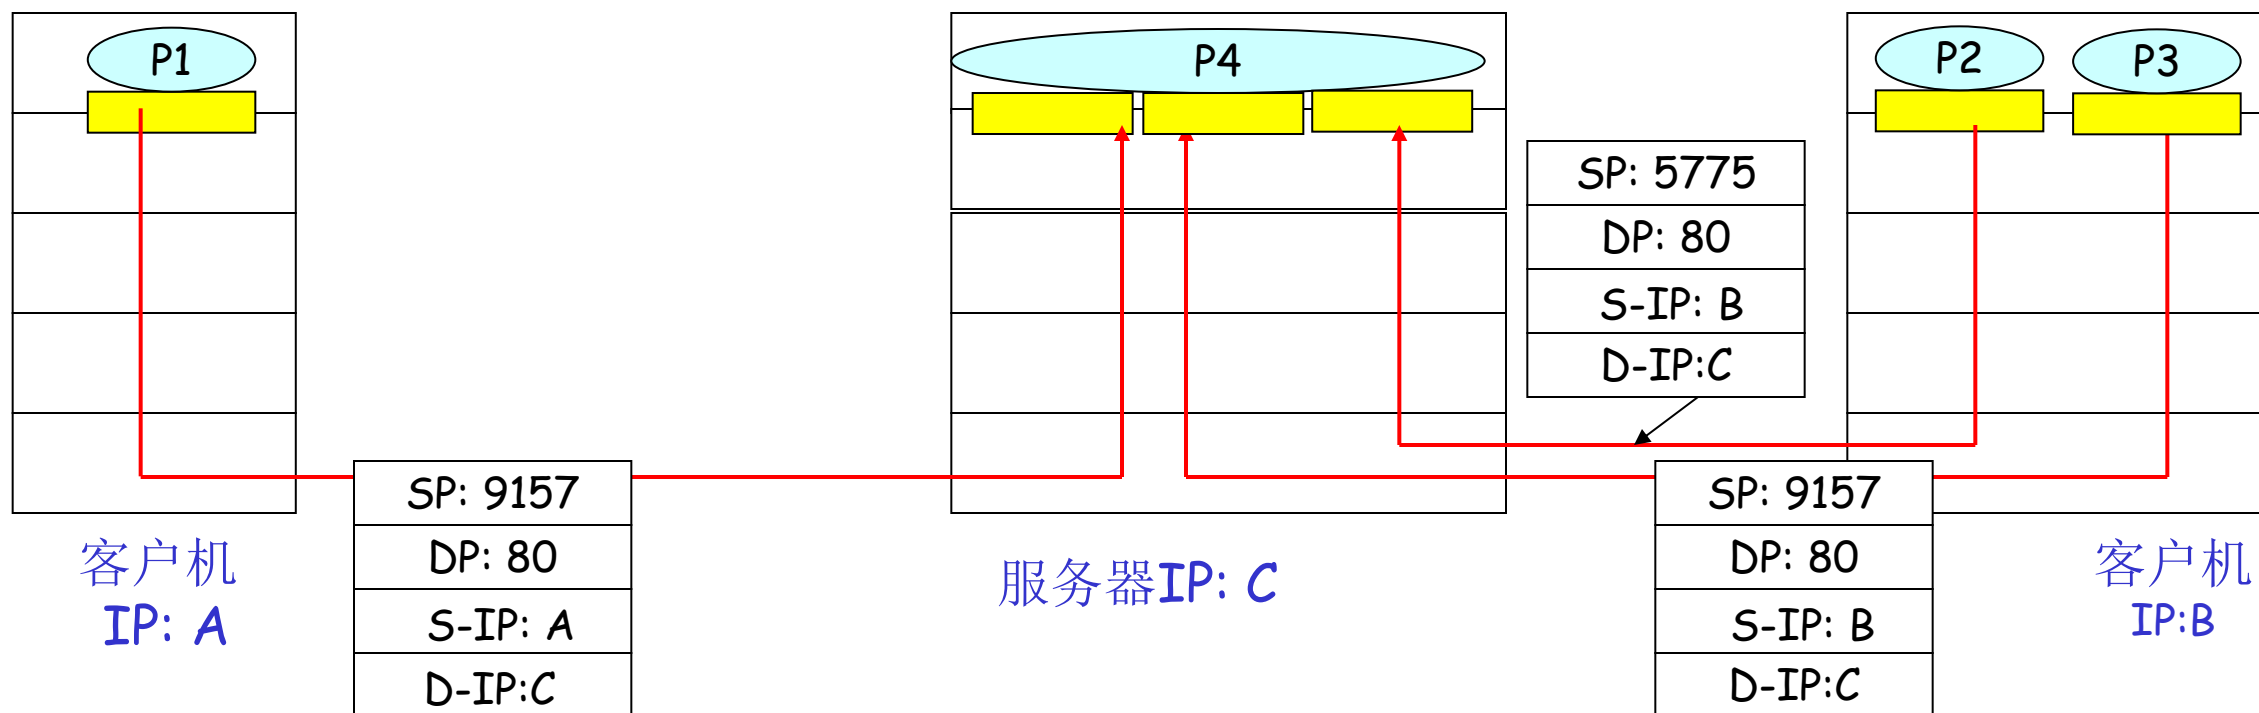 P1
P4
P2
P3
SP: 5775
DP: 80
S-IP: B
D-IP:C
SP: 9157
DP: 80
S-IP: A
D-IP:C
SP: 9157
DP: 80
S-IP: B
D-IP:C
客户机
IP: A
服务器IP: C
客户机
IP:B